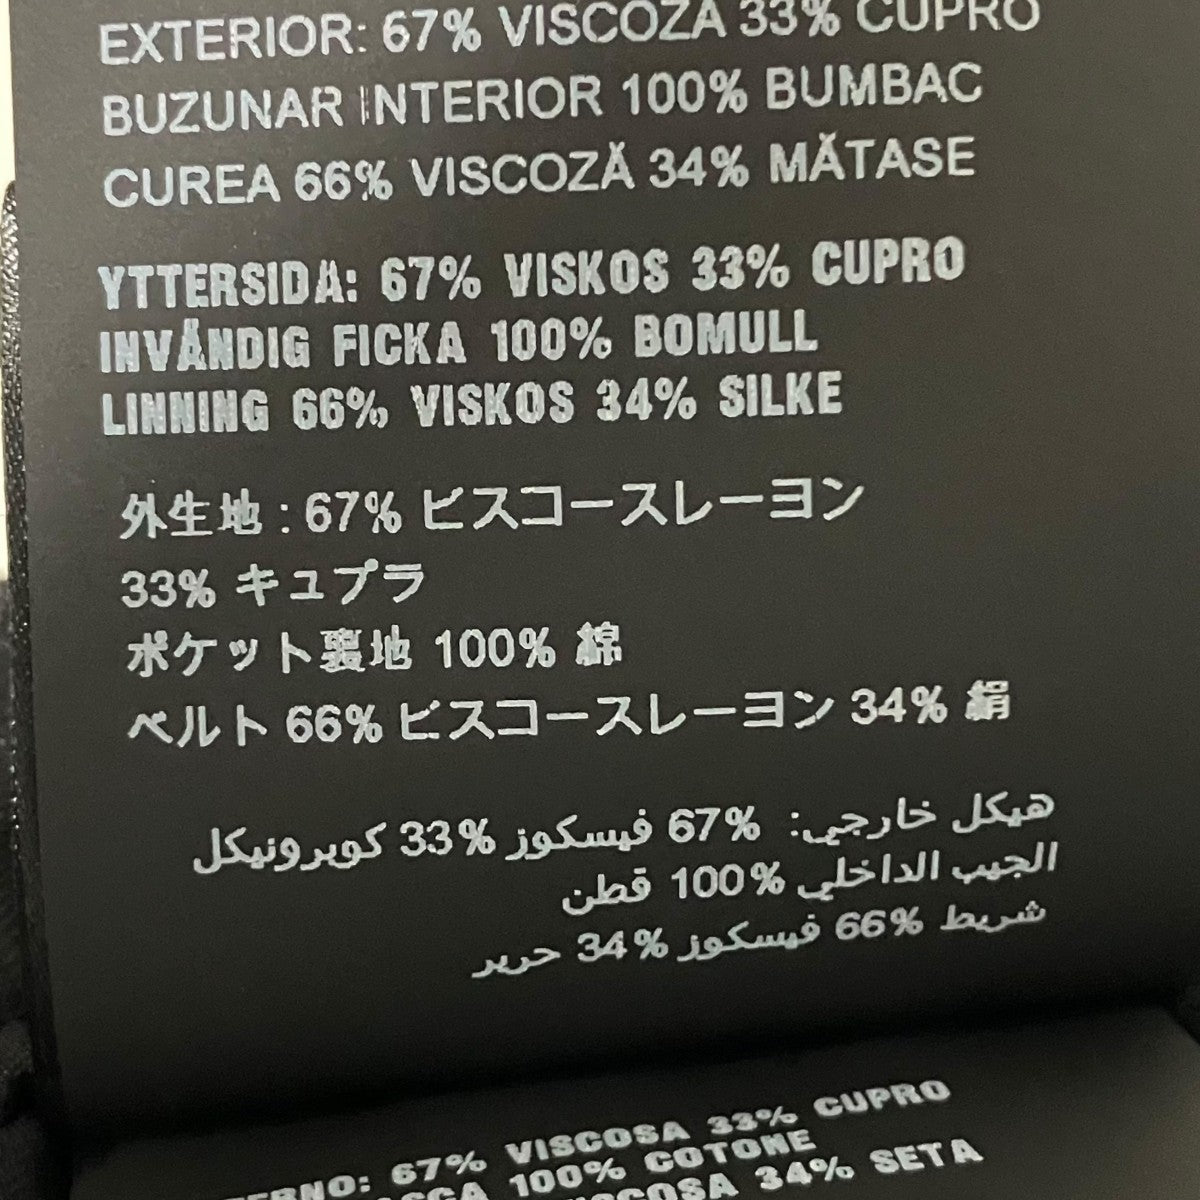 EXTERIOR: 67% VISCOZĂ 33% CUPRO
BUZUNAR INTERIOR 100% BUMBAC
CUREA 66% VISCOZĂ 34% MĂTASE
YTTERSIDA: 67% VISKOS 33% CUPRO
INVÄNDIG FICKA 100% BOMULL
LINNING 66% VISKOS 34% SILKE
外生地 : 67% ビスコースレーヨン
33% キュプラ
ポケット裏地 100% 綿
ベルト 66% ビスコースレーヨン 34% 絹
هيكل خارجي: 67% فيسكوز 33% كوبرونيكل
الجيب الداخلي 100% قطن
شريط 66% فيسكوز 34% حرير
67% VISCOSA 33% CUPRO
100% COTONE
34% SETA